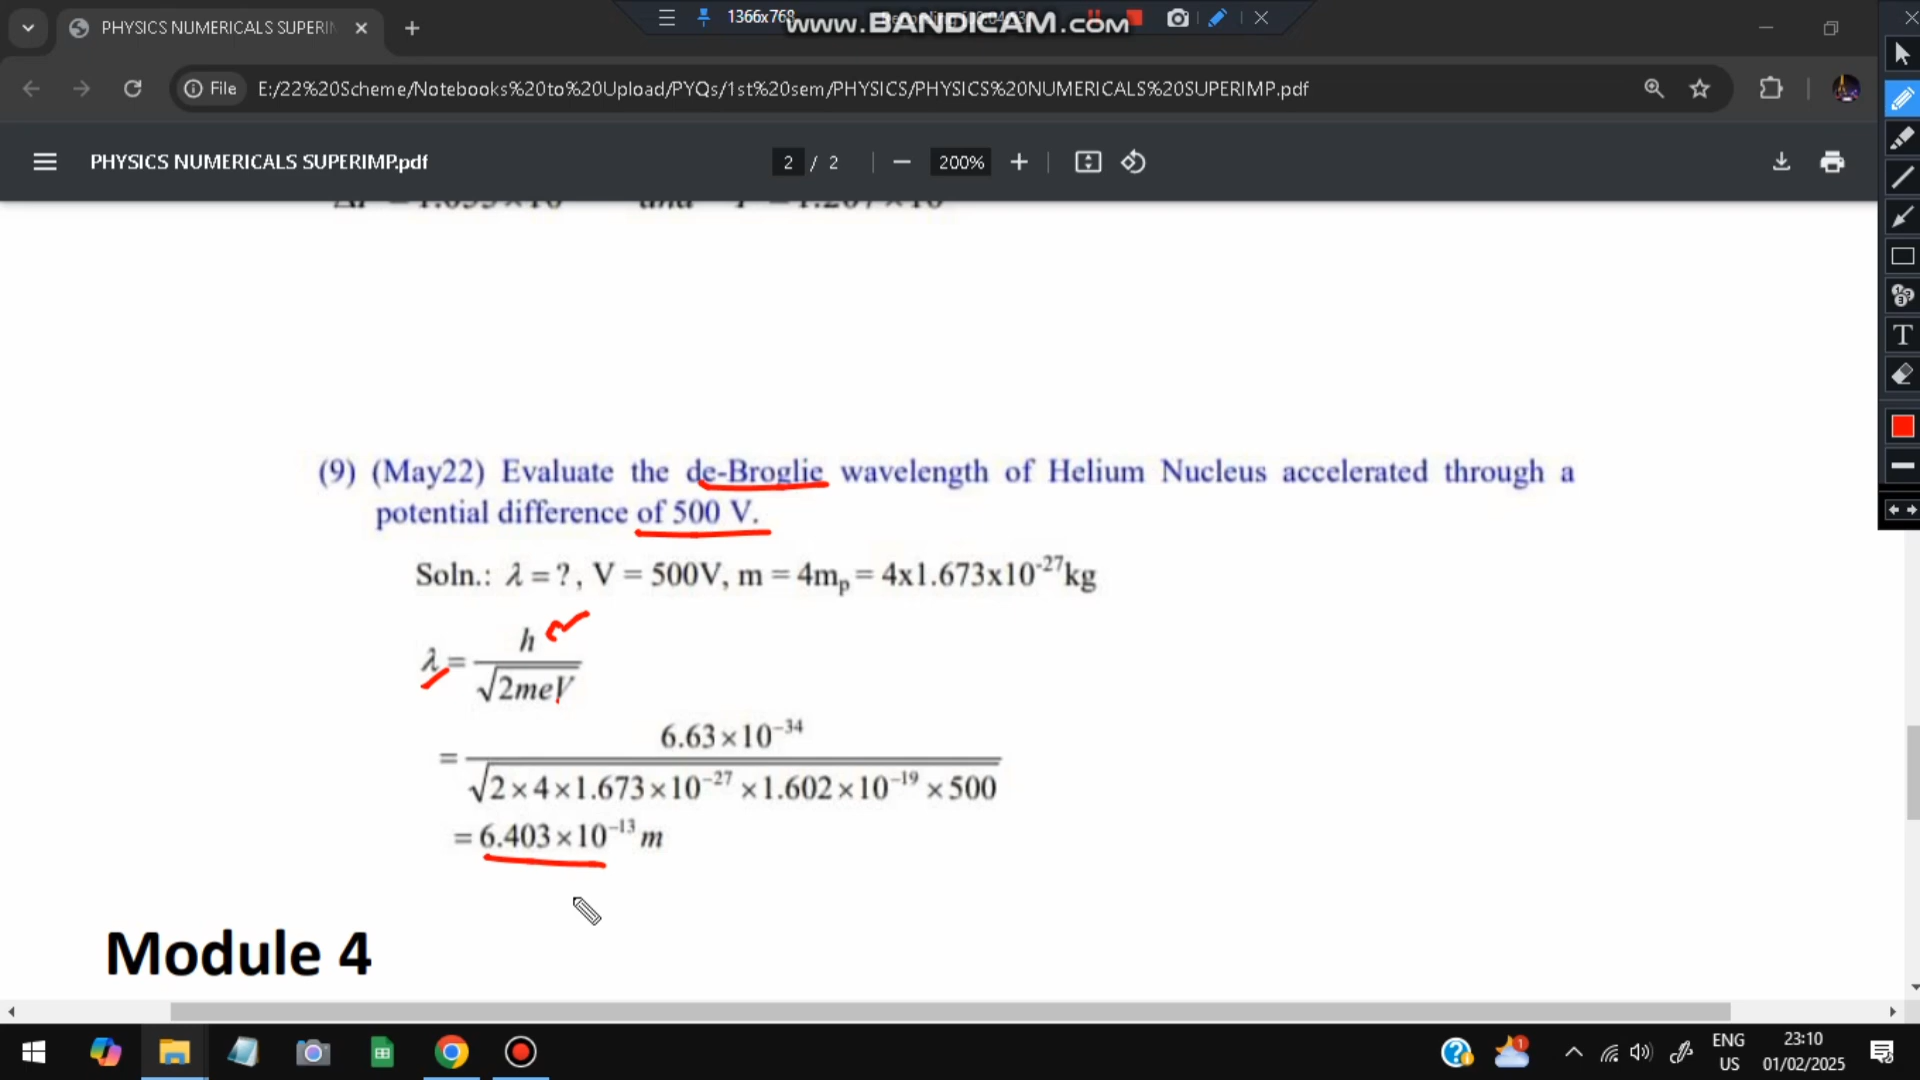 PHYSICS NUMERICALS SUPERIM
1366x768
www.BANDICAM.com
File
E:/22%20Scheme/Notebooks%20to%20Upload/PYQs/1st%20sem/PHYSICS/PHYSICS%20NUMERICALS%20SUPERIMP.pdf
PHYSICS NUMERICALS SUPERIMP.pdf
2 / 2
200%
(9) (May22) Evaluate the de-Broglie wavelength of Helium Nucleus accelerated through a
potential difference of 500 V.
Soln.: λ = ? , V = 500V, m = 4mₚ = 4x1.673x10⁻²⁷kg
λ = h / √2meV
= 6.63×10⁻³⁴ / √2×4×1.673×10⁻²⁷×1.602×10⁻¹⁹×500
= 6.403×10⁻¹³ m
Module 4
T
1
ENG
US
23:10
01/02/2025